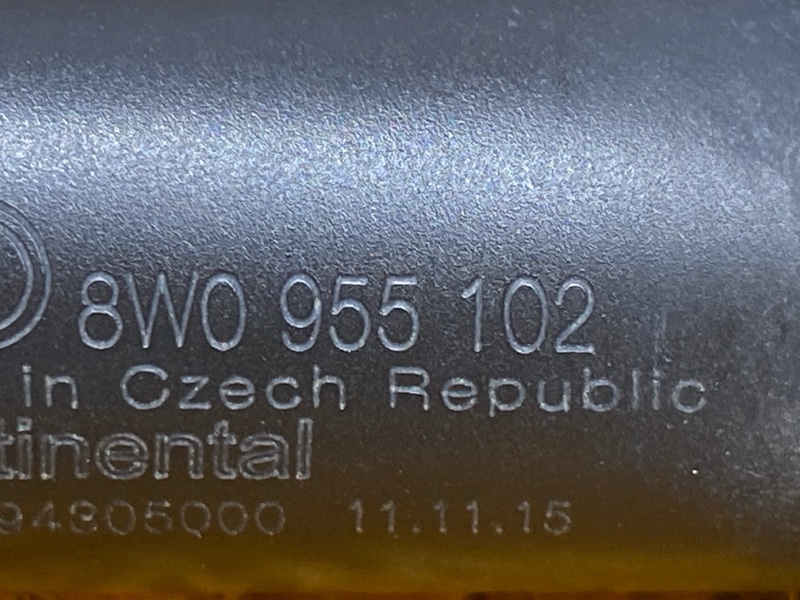 8W0 955 102
in Czech Republic
tinental
94305000 11.11.15